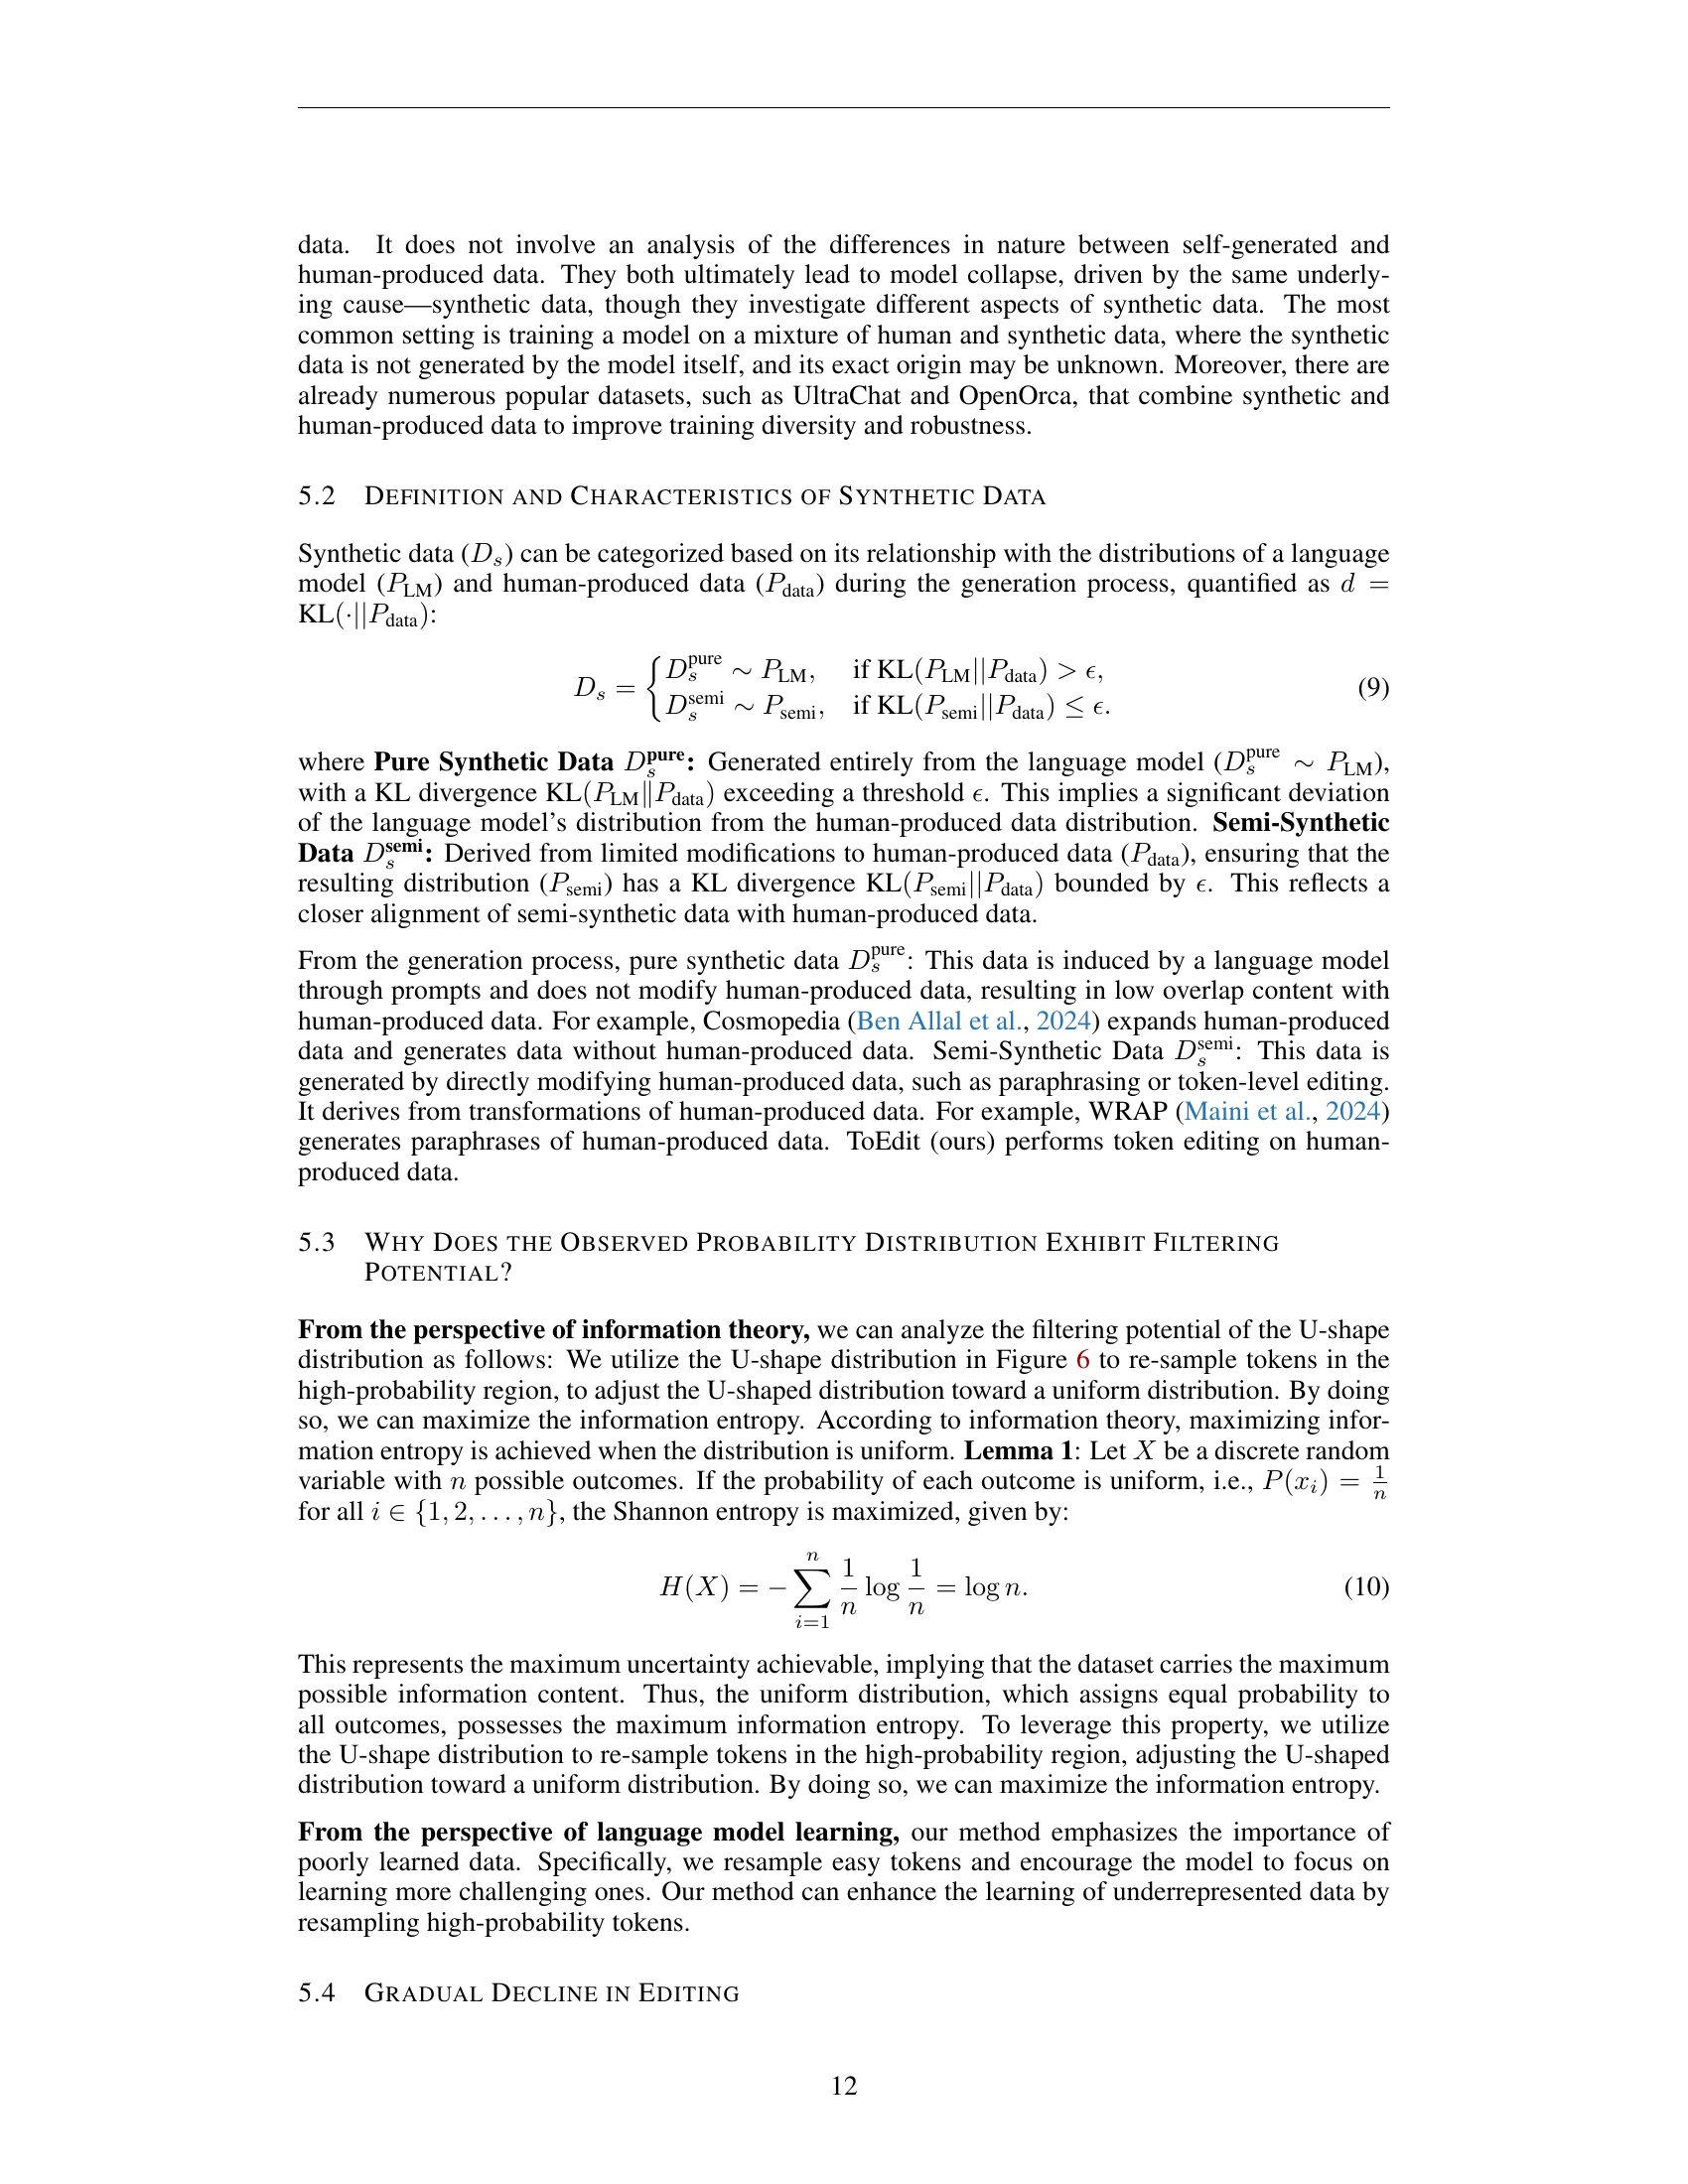 data. It does not involve an analysis of the differences in nature between self-generated and
human-produced data. They both ultimately lead to model collapse, driven by the same underly-
ing cause—synthetic data, though they investigate different aspects of synthetic data. The most
common setting is training a model on a mixture of human and synthetic data, where the synthetic
data is not generated by the model itself, and its exact origin may be unknown. Moreover, there are
already numerous popular datasets, such as UltraChat and OpenOrca, that combine synthetic and
human-produced data to improve training diversity and robustness.
5.2 DEFINITION AND CHARACTERISTICS OF SYNTHETIC DATA
Synthetic data ($D_s$) can be categorized based on its relationship with the distributions of a language
model ($P_{\text{LM}}$) and human-produced data ($P_{\text{data}}$) during the generation process, quantified as $d =$
$\text{KL}(\cdot||P_{\text{data}})$:
$$D_s = \begin{cases} D_s^{\text{pure}} \sim P_{\text{LM}}, & \text{if } \text{KL}(P_{\text{LM}}||P_{\text{data}}) > \epsilon, \\ D_s^{\text{semi}} \sim P_{\text{semi}}, & \text{if } \text{KL}(P_{\text{semi}}||P_{\text{data}}) \leq \epsilon. \end{cases} \quad (9)$$
where Pure Synthetic Data $D_s^{\text{pure}}$: Generated entirely from the language model ($D_s^{\text{pure}} \sim P_{\text{LM}}$),
with a KL divergence $\text{KL}(P_{\text{LM}}\|P_{\text{data}})$ exceeding a threshold $\epsilon$. This implies a significant deviation
of the language model's distribution from the human-produced data distribution. Semi-Synthetic
Data $D_s^{\text{semi}}$: Derived from limited modifications to human-produced data ($P_{\text{data}}$), ensuring that the
resulting distribution ($P_{\text{semi}}$) has a KL divergence $\text{KL}(P_{\text{semi}}||P_{\text{data}})$ bounded by $\epsilon$. This reflects a
closer alignment of semi-synthetic data with human-produced data.
From the generation process, pure synthetic data $D_s^{\text{pure}}$: This data is induced by a language model
through prompts and does not modify human-produced data, resulting in low overlap content with
human-produced data. For example, Cosmopedia (Ben Allal et al., 2024) expands human-produced
data and generates data without human-produced data. Semi-Synthetic Data $D_s^{\text{semi}}$: This data is
generated by directly modifying human-produced data, such as paraphrasing or token-level editing.
It derives from transformations of human-produced data. For example, WRAP (Maini et al., 2024)
generates paraphrases of human-produced data. ToEdit (ours) performs token editing on human-
produced data.
5.3 WHY DOES THE OBSERVED PROBABILITY DISTRIBUTION EXHIBIT FILTERING
POTENTIAL?
From the perspective of information theory, we can analyze the filtering potential of the U-shape
distribution as follows: We utilize the U-shape distribution in Figure 6 to re-sample tokens in the
high-probability region, to adjust the U-shaped distribution toward a uniform distribution. By doing
so, we can maximize the information entropy. According to information theory, maximizing infor-
mation entropy is achieved when the distribution is uniform. Lemma 1: Let $X$ be a discrete random
variable with $n$ possible outcomes. If the probability of each outcome is uniform, i.e., $P(x_i) = \frac{1}{n}$
for all $i \in \{1, 2, \ldots, n\}$, the Shannon entropy is maximized, given by:
$$H(X) = -\sum_{i=1}^{n} \frac{1}{n} \log \frac{1}{n} = \log n. \quad (10)$$
This represents the maximum uncertainty achievable, implying that the dataset carries the maximum
possible information content. Thus, the uniform distribution, which assigns equal probability to
all outcomes, possesses the maximum information entropy. To leverage this property, we utilize
the U-shape distribution to re-sample tokens in the high-probability region, adjusting the U-shaped
distribution toward a uniform distribution. By doing so, we can maximize the information entropy.
From the perspective of language model learning, our method emphasizes the importance of
poorly learned data. Specifically, we resample easy tokens and encourage the model to focus on
learning more challenging ones. Our method can enhance the learning of underrepresented data by
resampling high-probability tokens.
5.4 GRADUAL DECLINE IN EDITING
12